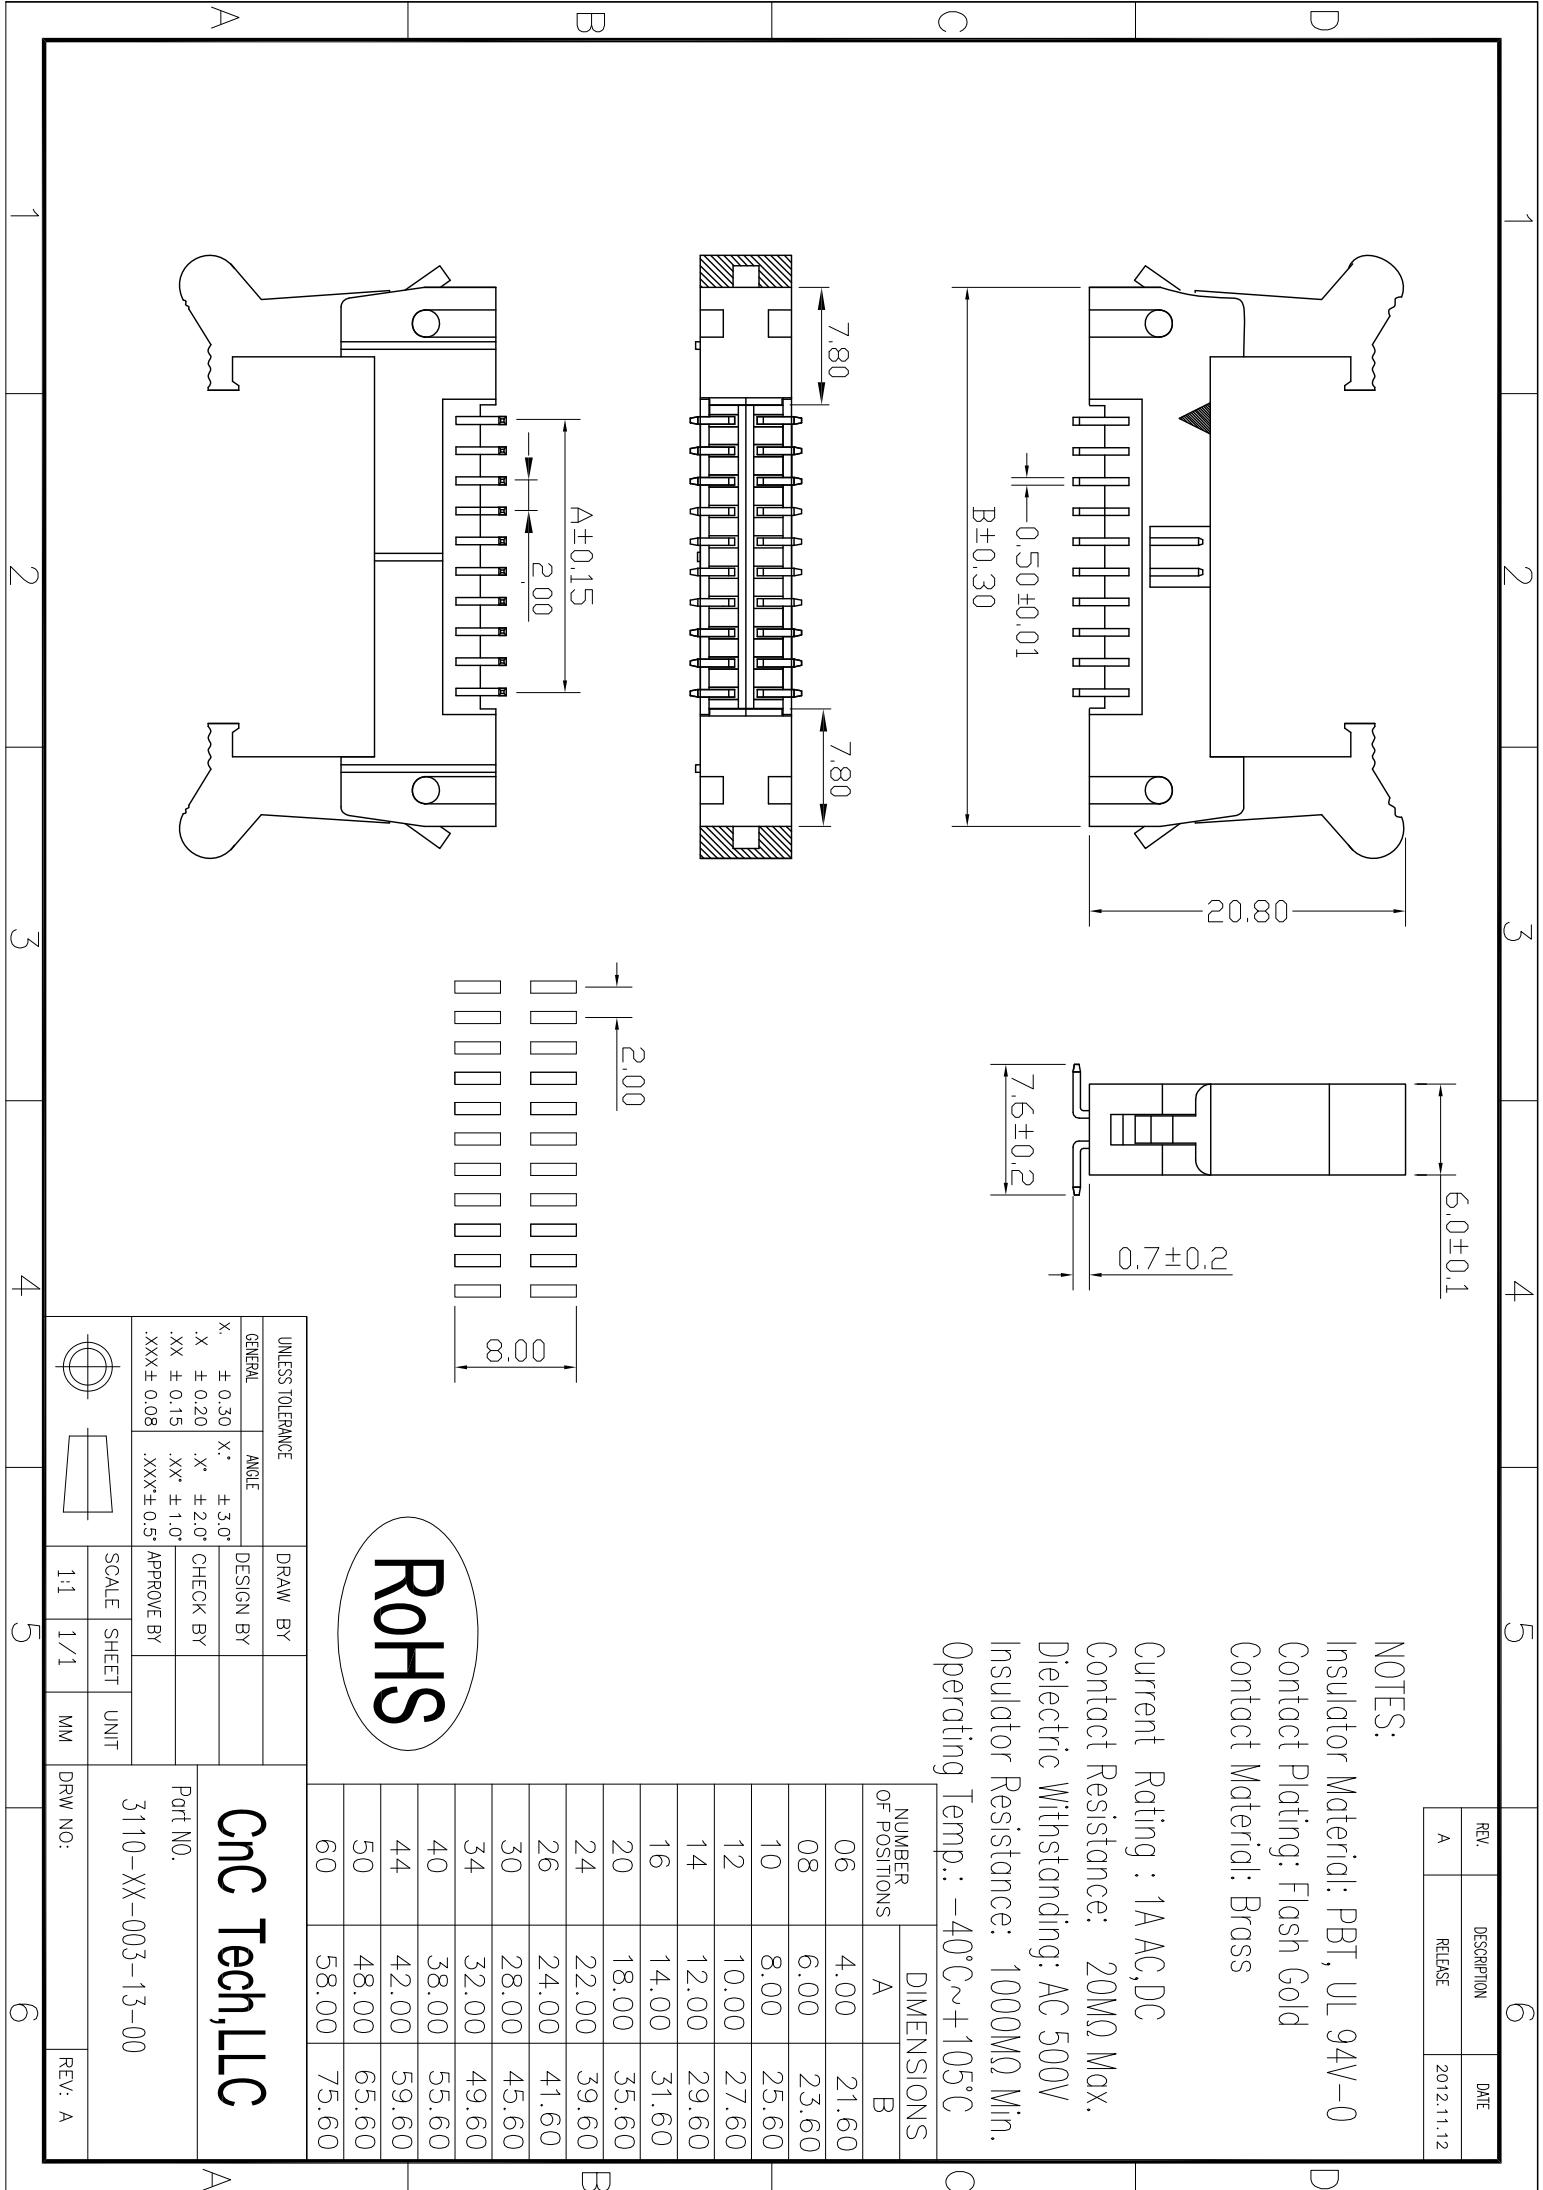 1
2
3
4
5
6
D
C
B
A
REV.
DESCRIPTION
DATE
A
RELEASE
2012.11.12
20.80
B±0.30
0.50±0.01
6.0±0.1
0.7±0.2
7.6±0.2
7.80
7.80
A±0.15
2.00
2.00
8.00
NOTES:
Insulator Material: PBT, UL 94V-0
Contact Plating: Flash Gold
Contact Material: Brass
Current Rating : 1A AC,DC
Contact Resistance: 20MΩ Max.
Dielectric Withstanding: AC 500V
Insulator Resistance: 1000MΩ Min.
Operating Temp.: -40°C~+105°C
NUMBER OF POSITIONS
DIMENSIONS
A B
06 4.00 21.60
08 6.00 23.60
10 8.00 25.60
12 10.00 27.60
14 12.00 29.60
16 14.00 31.60
20 18.00 35.60
24 22.00 39.60
26 24.00 41.60
30 28.00 45.60
34 32.00 49.60
40 38.00 55.60
44 42.00 59.60
50 48.00 65.60
60 58.00 75.60
RoHS
UNLESS TOLERANCE
GENERAL ANGLE
X. ± 0.30 X.° ± 3.0°
.X ± 0.20 .X° ± 2.0°
.XX ± 0.15 .XX° ± 1.0°
.XXX ± 0.08 .XXX° ± 0.5°
DRAW BY
DESIGN BY
CHECK BY
APPROVE BY
SCALE SHEET UNIT
1:1 1/1 MM
CnC Tech,LLC
Part NO.
3110-XX-003-13-00
DRW NO:
REV: A
1
2
3
4
5
6
D
C
B
A